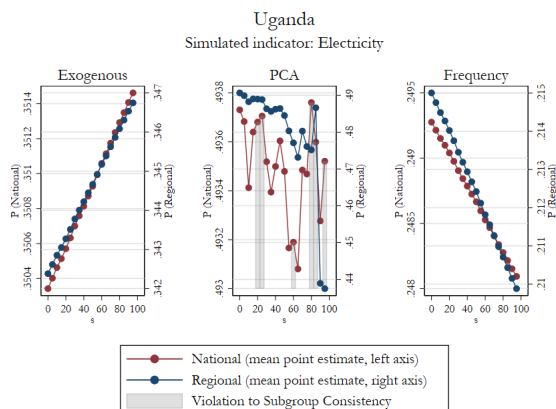 Uganda
Simulated indicator: Electricity
Exogenous
PCA
Frequency
P (National)
.3504 .3506 .3508 .351 .3512 .3514
P (Regional)
.342 .343 .344 .345 .346 .347
0 20 40 60 80 100
s
P (National)
.493 .4932 .4934 .4936 .4938
P (Regional)
.44 .45 .46 .47 .48 .49
0 20 40 60 80 100
s
P (National)
.248 .2485 .249 .2495
P (Regional)
.21 .211 .212 .213 .214 .215
0 20 40 60 80 100
s
National (mean point estimate, left axis)
Regional (mean point estimate, right axis)
Violation to Subgroup Consistency